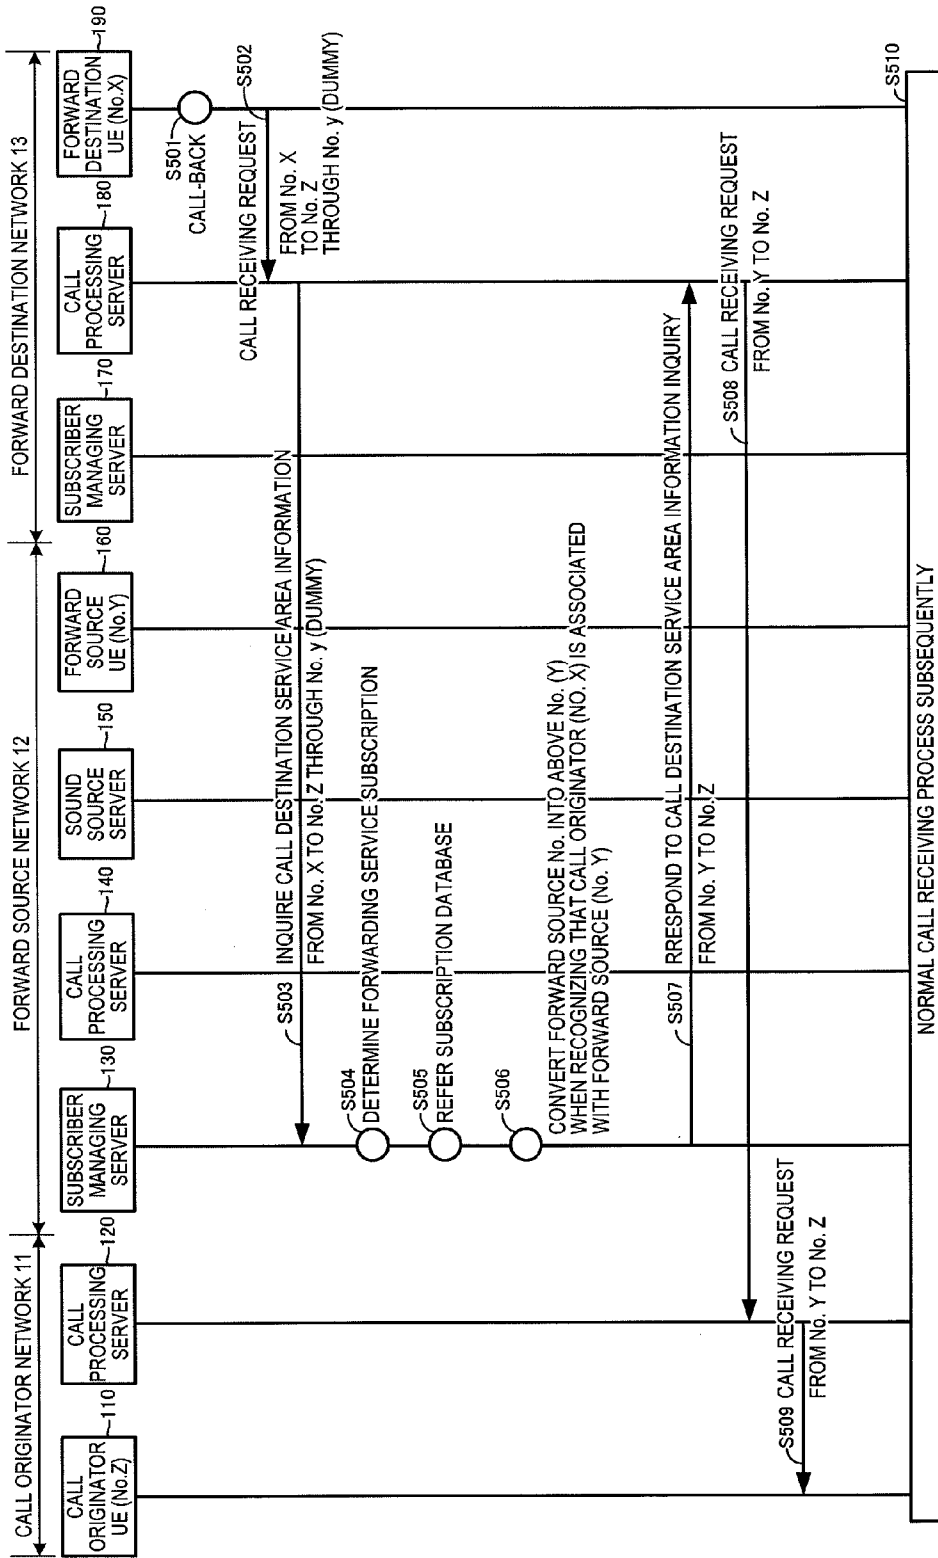 CALL ORIGINATOR NETWORK 11
FORWARD SOURCE NETWORK 12
FORWARD DESTINATION NETWORK 13
CALL
ORIGINATOR
UE (No.Z)
110
CALL
PROCESSING
SERVER
120
SUBSCRIBER
MANAGING
SERVER
130
CALL
PROCESSING
SERVER
140
SOUND
SOURCE
SERVER
150
FORWARD
SOURCE
UE (No.Y)
160
SUBSCRIBER
MANAGING
SERVER
170
CALL
PROCESSING
SERVER
180
FORWARD
DESTINATION
UE (No.X)
190
S501
CALL-BACK
S502
CALL RECEIVING REQUEST
FROM No. X
TO No. Z
THROUGH No. y (DUMMY)
S503
INQUIRE CALL DESTINATION SERVICE AREA INFORMATION
FROM No. X TO No. Z THROUGH No. y (DUMMY)
S504
DETERMINE FORWARDING SERVICE SUBSCRIPTION
S505
REFER SUBSCRIPTION DATABASE
S506
CONVERT FORWARD SOURCE No. INTO ABOVE No. (Y)
WHEN RECOGNIZING THAT CALL ORIGINATOR (NO. X) IS ASSOCIATED
WITH FORWARD SOURCE (No. Y)
S507
RRESPOND TO CALL DESTINATION SERVICE AREA INFORMATION INQUIRY
FROM No. Y TO No. Z
S508 CALL RECEIVING REQUEST
FROM No. Y TO No. Z
S509 CALL RECEIVING REQUEST
FROM No. Y TO No. Z
S510
NORMAL CALL RECEIVING PROCESS SUBSEQUENTLY